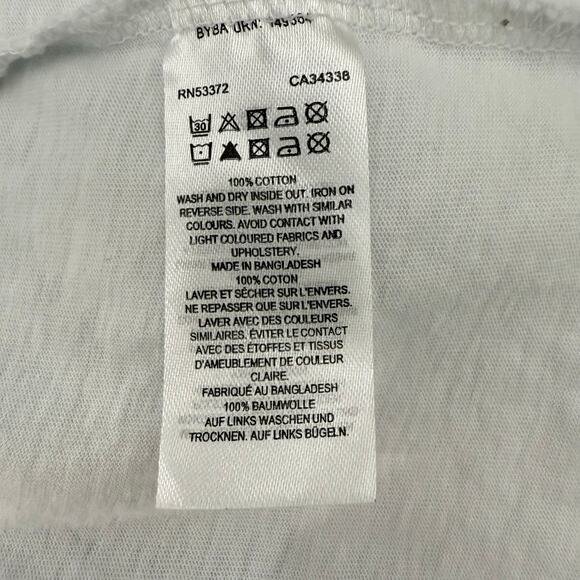 RN53372 CA34338
30
100% COTTON
WASH AND DRY INSIDE OUT. IRON ON
REVERSE SIDE. WASH WITH SIMILAR
COLOURS. AVOID CONTACT WITH
LIGHT COLOURED FABRICS AND
UPHOLSTERY.
MADE IN BANGLADESH
100% COTON
LAVER ET SÉCHER SUR L'ENVERS.
NE REPASSER QUE SUR L'ENVERS.
LAVER AVEC DES COULEURS
SIMILAIRES. ÉVITER LE CONTACT
AVEC DES ÉTOFFES ET TISSUS
D'AMEUBLEMENT DE COULEUR
CLAIRE.
FABRIQUÉ AU BANGLADESH
100% BAUMWOLLE
AUF LINKS WASCHEN UND
TROCKNEN. AUF LINKS BÜGELN.